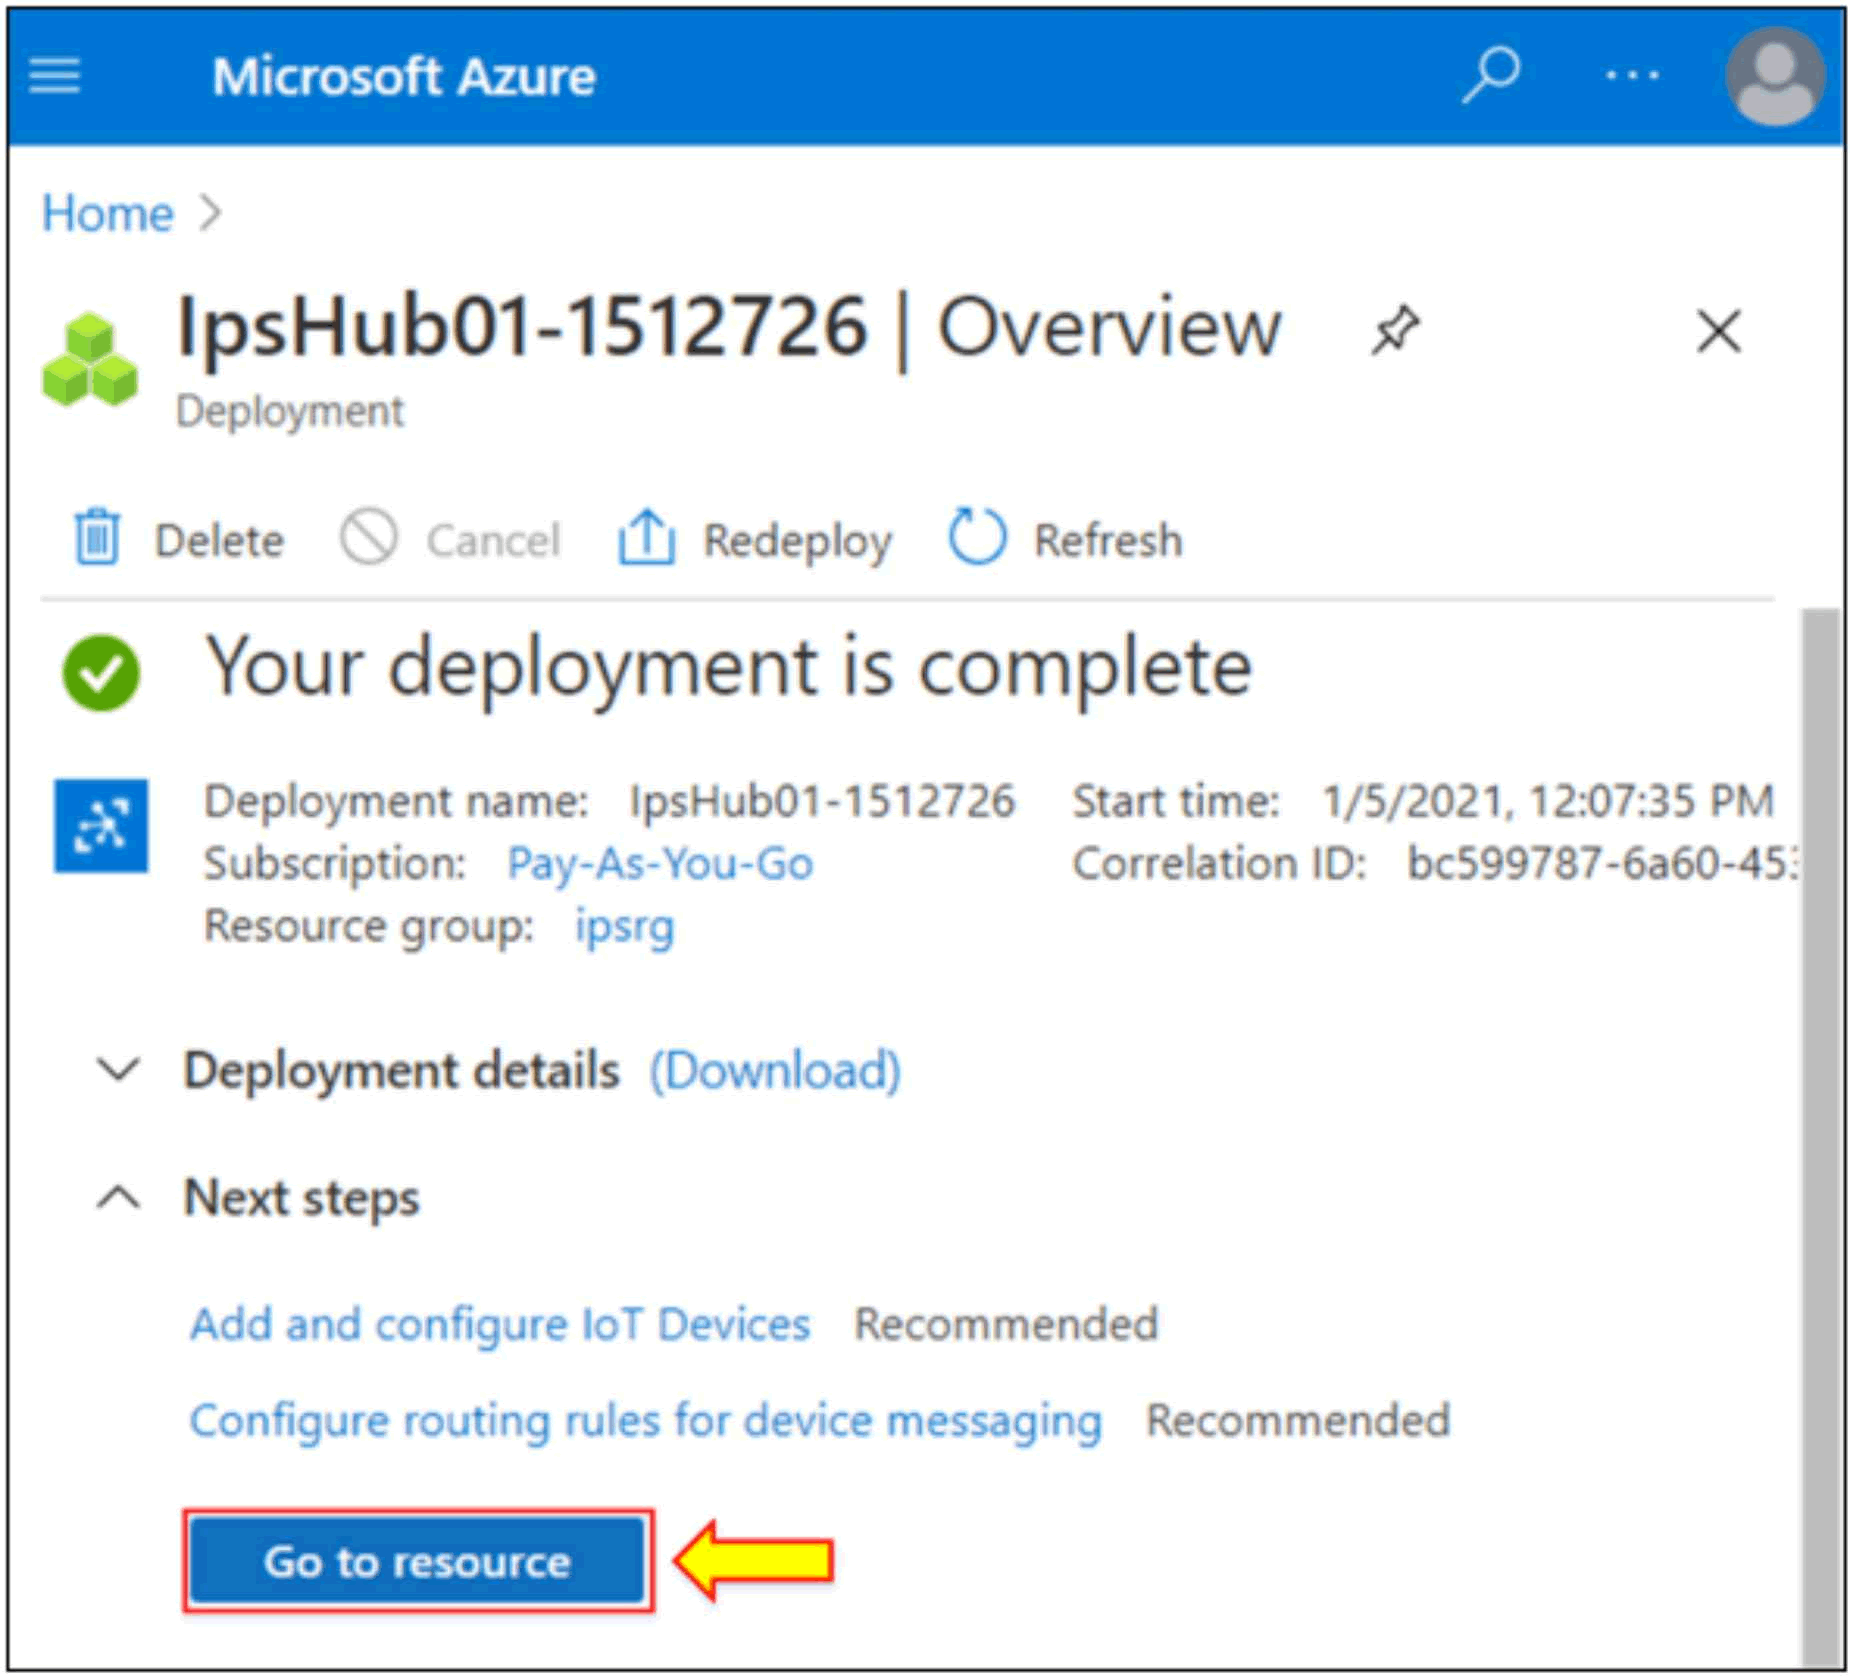 Microsoft Azure
Home
IpsHub01-1512726 | Overview
Deployment
Delete Cancel Redeploy Refresh
Your deployment is complete
Deployment name: IpsHub01-1512726 Start time: 1/5/2021, 12:07:35 PM
Subscription: Pay-As-You-Go Correlation ID: bc599787-6a60-453
Resource group: ipsrg
Deployment details (Download)
Next steps
Add and configure IoT Devices Recommended
Configure routing rules for device messaging Recommended
Go to resource